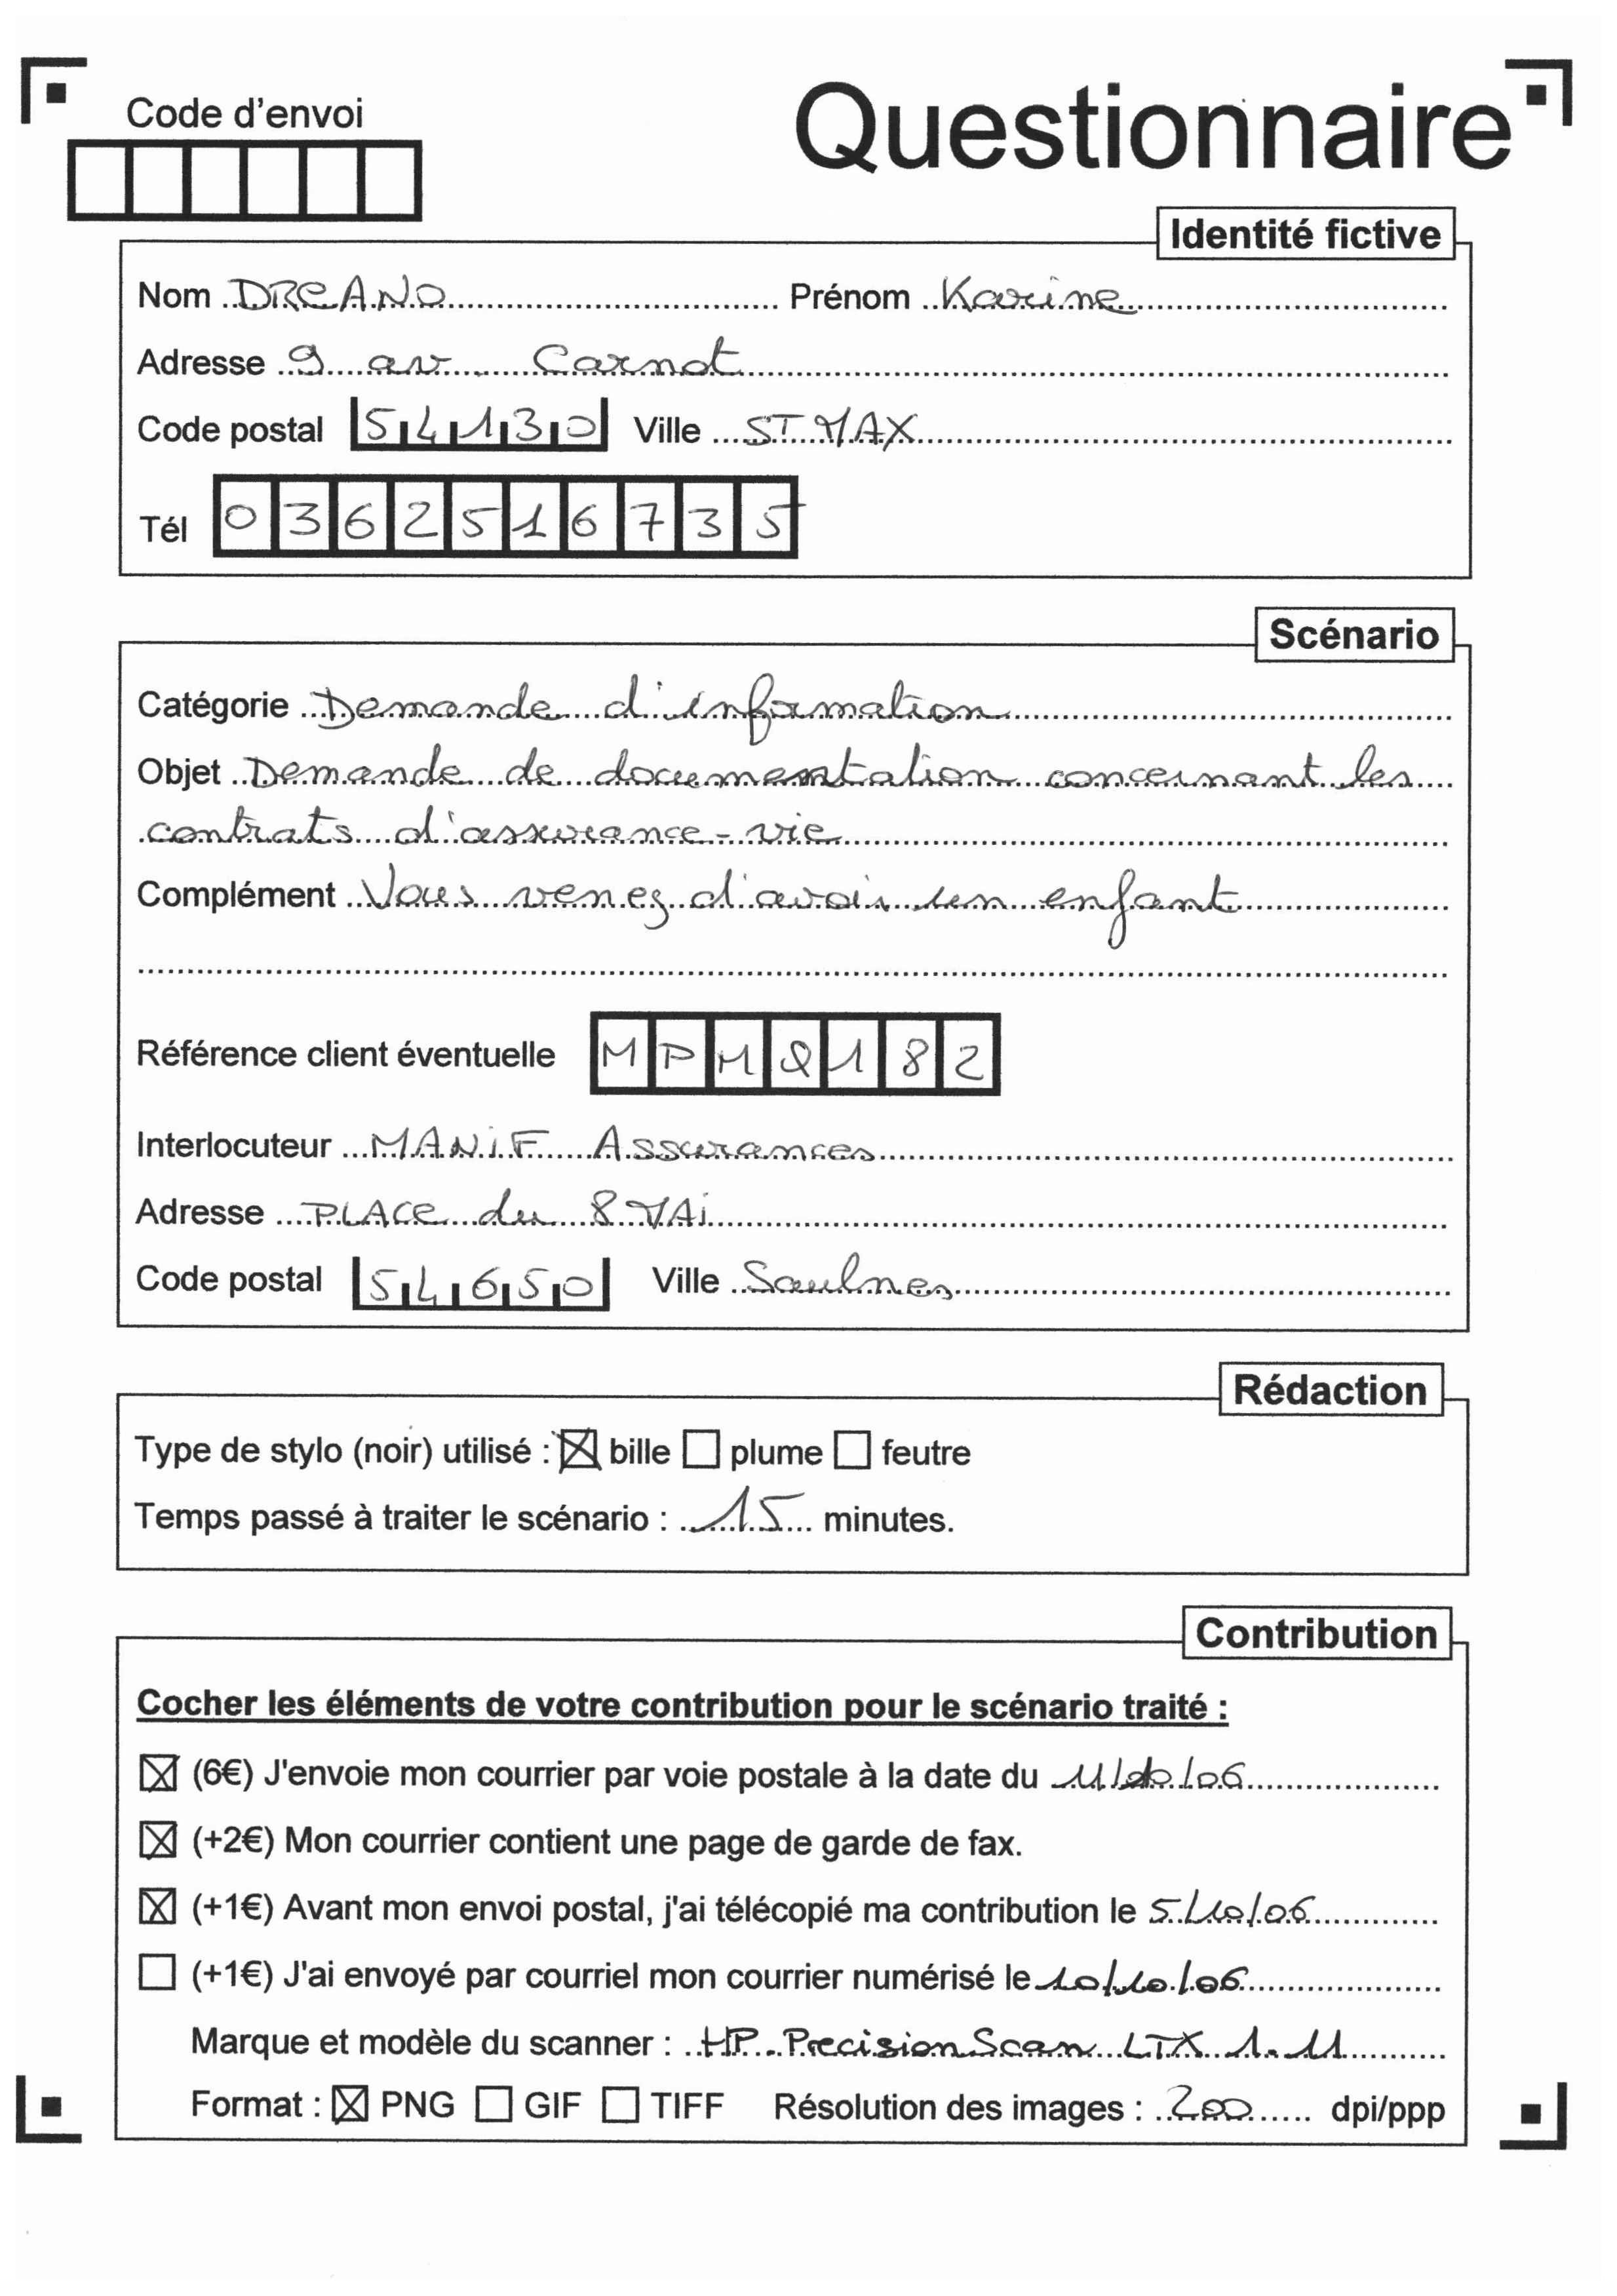 Code d'envoi
Questionnaire
Identité fictive
Nom DREANO Prénom Karine
Adresse 9 av. Carnot
Code postal 54130 Ville ST MAX
Tél 0362516735
Scénario
Catégorie Demande d'information
Objet Demande de documentation concernant les
contrats d'assurance-vie
Complément Vous venez d'avoir un enfant
Référence client éventuelle MPMQ182
Interlocuteur MANiF Assurances
Adresse PLACE du 8 MAi
Code postal 54650 Ville Saulnes
Rédaction
Type de stylo (noir) utilisé : ☒ bille ☐ plume ☐ feutre
Temps passé à traiter le scénario : 15 minutes.
Contribution
Cocher les éléments de votre contribution pour le scénario traité :
☒ (6€) J'envoie mon courrier par voie postale à la date du 11/10/06
☒ (+2€) Mon courrier contient une page de garde de fax.
☒ (+1€) Avant mon envoi postal, j'ai télécopié ma contribution le 5/10/06
☐ (+1€) J'ai envoyé par courriel mon courrier numérisé le 10/10/06
Marque et modèle du scanner : HP PrecisionScan LTX 1.11
Format : ☒ PNG ☐ GIF ☐ TIFF Résolution des images : 200 dpi/ppp